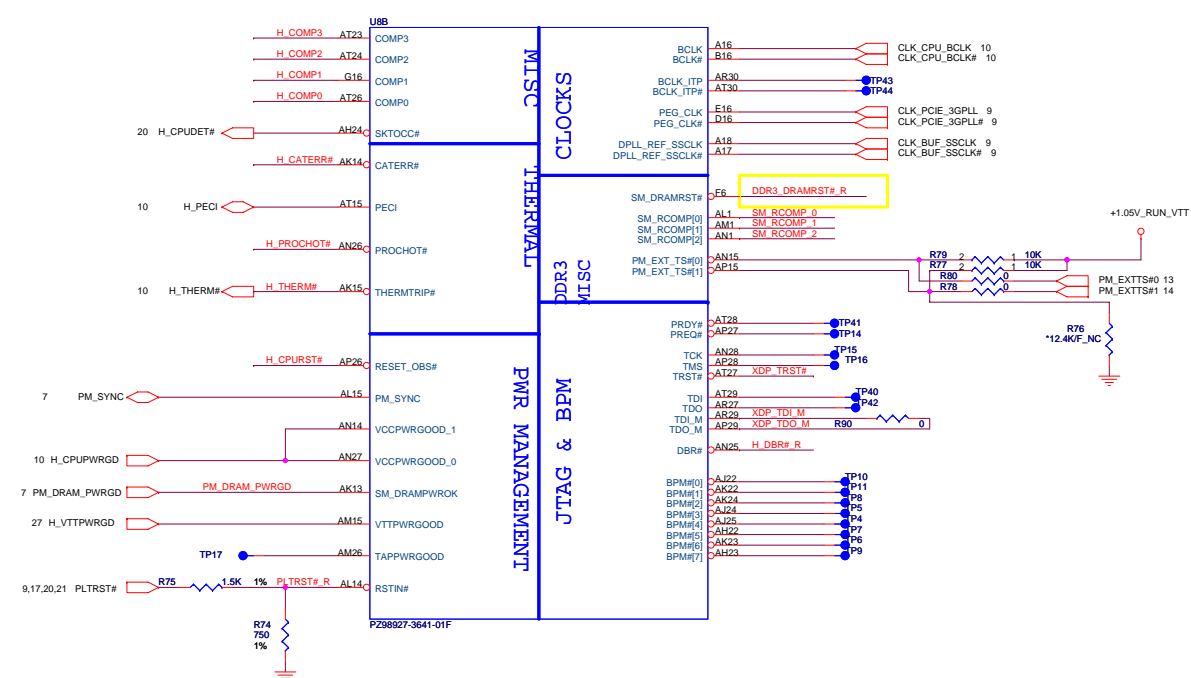 U8B
H_COMP3 AT23 COMP3
H_COMP2 AT24 COMP2
H_COMP1 G16 COMP1
H_COMP0 AT26 COMP0
20 H_CPUDET# AH24 SKTOCC#
H_CATERR# AK14 CATERR#
10 H_PECI AT15 PECI
H_PROCHOT# AN26 PROCHOT#
10 H_THERM# H_THERM# AK15 THERMTRIP#
H_CPURST# AP26 RESET_OBS#
7 PM_SYNC AL15 PM_SYNC
AN14 VCCPWRGOOD_1
10 H_CPUPWRGD AN27 VCCPWRGOOD_0
7 PM_DRAM_PWRGD PM_DRAM_PWRGD AK13 SM_DRAMPWROK
27 H_VTTPWRGD AM15 VTTPWRGOOD
TP17 AM26 TAPPWRGOOD
9,17,20,21 PLTRST# R75 1.5K 1% PLTRST#_R AL14 RSTIN#
R74
750
1%
PZ98927-3641-01F
MISC
THERMAL
PWR MANAGEMENT
CLOCKS
DDR3
MISC
JTAG & BPM
BCLK A16 CLK_CPU_BCLK 10
BCLK# B16 CLK_CPU_BCLK# 10
BCLK_ITP AR30 TP43
BCLK_ITP# AT30 TP44
PEG_CLK E16 CLK_PCIE_3GPLL 9
PEG_CLK# D16 CLK_PCIE_3GPLL# 9
DPLL_REF_SSCLK A18 CLK_BUF_SSCLK 9
DPLL_REF_SSCLK# A17 CLK_BUF_SSCLK# 9
SM_DRAMRST# F6 DDR3_DRAMRST#_R
SM_RCOMP[0] AL1 SM_RCOMP_0
SM_RCOMP[1] AM1 SM_RCOMP_1
SM_RCOMP[2] AN1 SM_RCOMP_2
+1.05V_RUN_VTT
PM_EXT_TS#[0] AN15 R79 2 1 10K
PM_EXT_TS#[1] AP15 R77 2 1 10K
R80 0 PM_EXTTS#0 13
R78 0 PM_EXTTS#1 14
R76
*12.4K/F_NC
PRDY# AT28 TP41
PREQ# AP27 TP14
TCK AN28 TP15
TMS AP28 TP16
TRST# AT27 XDP_TRST#
TDI AT29 TP40
TDO AR27 TP42
TDI_M AR29 XDP_TDI_M
TDO_M AP29 XDP_TDO_M R90 0
DBR# AN25 H_DBR#_R
BPM#[0] AJ22 TP10
BPM#[1] AK22 TP11
BPM#[2] AK24 TP8
BPM#[3] AJ24 TP5
BPM#[4] AJ25 TP4
BPM#[5] AH22 TP7
BPM#[6] AK23 TP6
BPM#[7] AH23 TP9